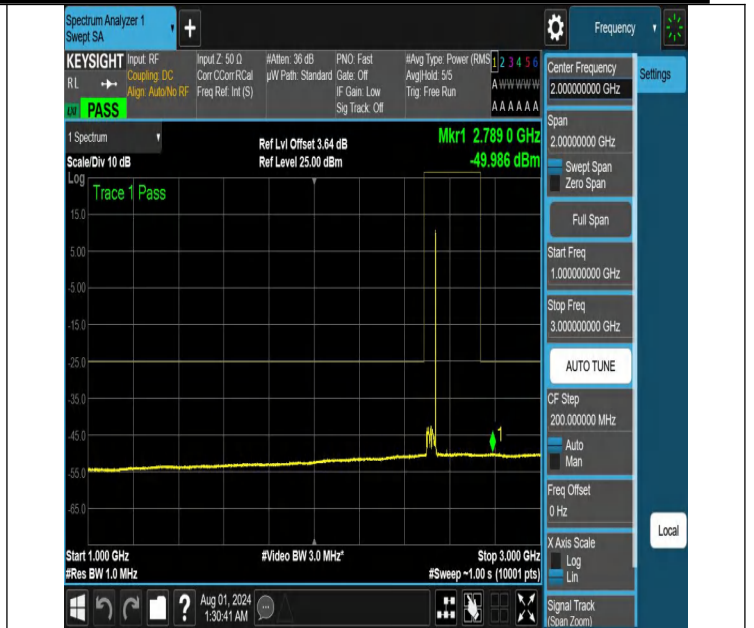 Spectrum Analyzer 1
Swept SA
+
Frequency
KEYSIGHT
RL
Input: RF
Coupling: DC
Align: Auto/No RF
Input Z: 50 Ω
Corr CCorr RCal
Freq Ref: Int (S)
#Atten: 36 dB
µW Path: Standard
PNO: Fast
Gate: Off
IF Gain: Low
Sig Track: Off
#Avg Type: Power (RMS
Avg|Hold: 5/5
Trig: Free Run
1 2 3 4 5 6
A W W W W W
A A A A A A
LXI PASS
1 Spectrum
Scale/Div 10 dB
Ref Lvl Offset 3.64 dB
Ref Level 25.00 dBm
Mkr1 2.789 0 GHz
-49.986 dBm
Log
Trace 1 Pass
15.0
5.00
-5.00
-15.0
-25.0
-35.0
-45.0
-55.0
-65.0
1
Start 1.000 GHz
#Res BW 1.0 MHz
#Video BW 3.0 MHz*
Stop 3.000 GHz
#Sweep ~1.00 s (10001 pts)
?
Aug 01, 2024
1:30:41 AM
Center Frequency
2.000000000 GHz
Span
2.00000000 GHz
Swept Span
Zero Span
Full Span
Start Freq
1.000000000 GHz
Stop Freq
3.000000000 GHz
AUTO TUNE
CF Step
200.000000 MHz
Auto
Man
Freq Offset
0 Hz
X Axis Scale
Log
Lin
Signal Track
(Span Zoom)
Settings
Local